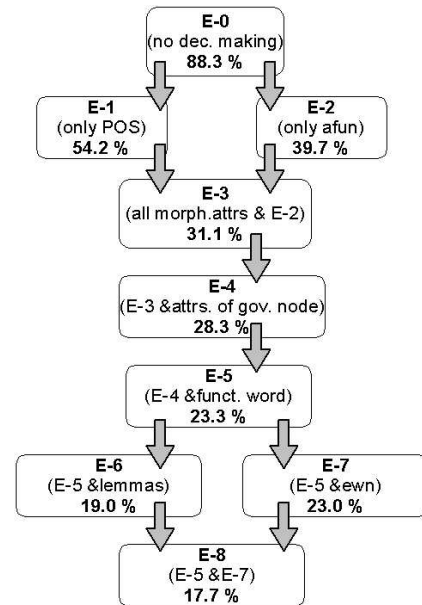 E-0
(no dec. making)
88.3 %
E-1
(only POS)
54.2 %
E-2
(only afun)
39.7 %
E-3
(all morph.attrs & E-2)
31.1 %
E-4
(E-3 &attrs. of gov. node)
28.3 %
E-5
(E-4 &funct. word)
23.3 %
E-6
(E-5 &lemmas)
19.0 %
E-7
(E-5 &ewn)
23.0 %
E-8
(E-5 &E-7)
17.7 %